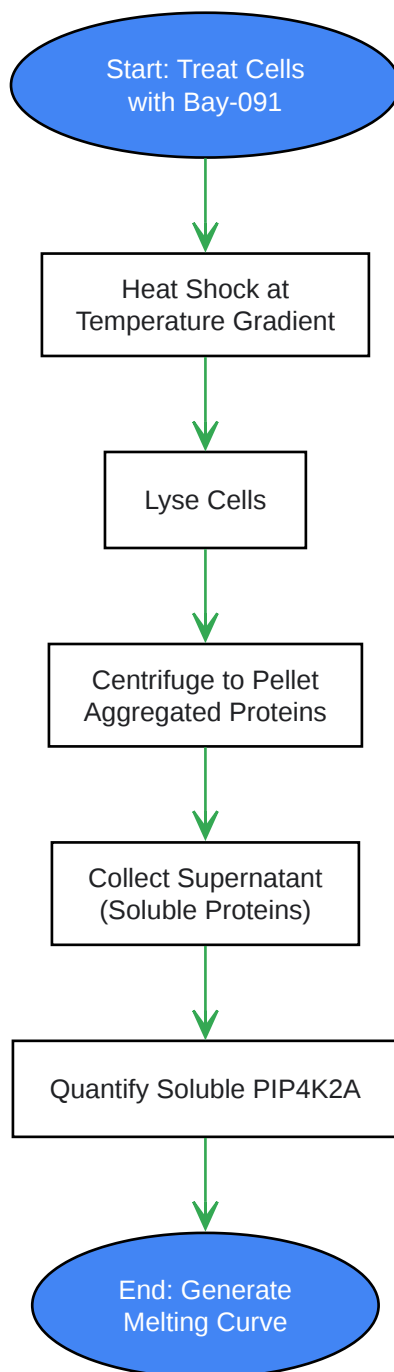 Start: Treat Cells
with Bay-091
Heat Shock at
Temperature Gradient
Lyse Cells
Centrifuge to Pellet
Aggregated Proteins
Collect Supernatant
(Soluble Proteins)
Quantify Soluble PIP4K2A
End: Generate
Melting Curve